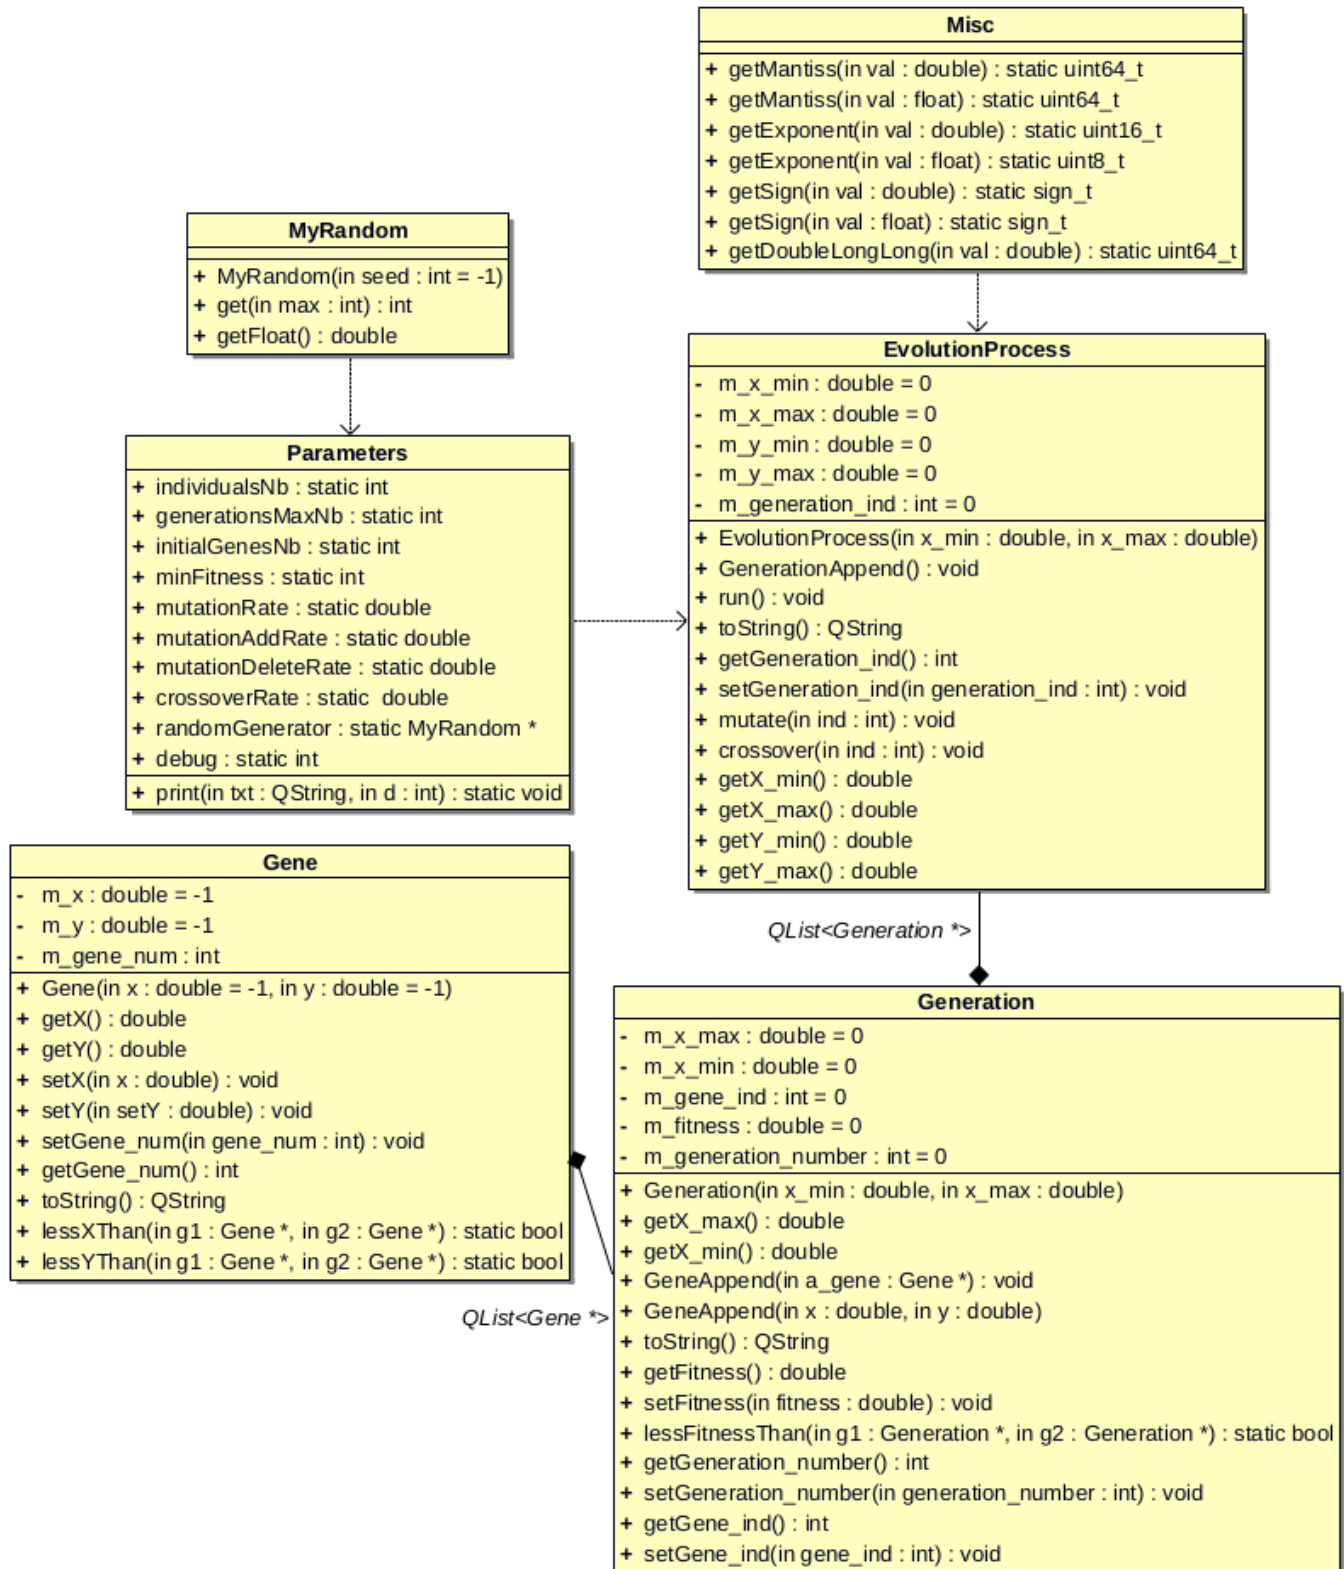 Misc
+ getMantiss(in val : double) : static uint64_t
+ getMantiss(in val : float) : static uint64_t
+ getExponent(in val : double) : static uint16_t
+ getExponent(in val : float) : static uint8_t
+ getSign(in val : double) : static sign_t
+ getSign(in val : float) : static sign_t
+ getDoubleLongLong(in val : double) : static uint64_t
MyRandom
+ MyRandom(in seed : int = -1)
+ get(in max : int) : int
+ getFloat() : double
EvolutionProcess
- m_x_min : double = 0
- m_x_max : double = 0
- m_y_min : double = 0
- m_y_max : double = 0
- m_generation_ind : int = 0
+ EvolutionProcess(in x_min : double, in x_max : double)
+ GenerationAppend() : void
+ run() : void
+ toString() : QString
+ getGeneration_ind() : int
+ setGeneration_ind(in generation_ind : int) : void
+ mutate(in ind : int) : void
+ crossover(in ind : int) : void
+ getX_min() : double
+ getX_max() : double
+ getY_min() : double
+ getY_max() : double
Parameters
+ individualsNb : static int
+ generationsMaxNb : static int
+ initialGenesNb : static int
+ minFitness : static int
+ mutationRate : static double
+ mutationAddRate : static double
+ mutationDeleteRate : static double
+ crossoverRate : static  double
+ randomGenerator : static MyRandom *
+ debug : static int
+ print(in txt : QString, in d : int) : static void
Gene
- m_x : double = -1
- m_y : double = -1
- m_gene_num : int
+ Gene(in x : double = -1, in y : double = -1)
+ getX() : double
+ getY() : double
+ setX(in x : double) : void
+ setY(in setY : double) : void
+ setGene_num(in gene_num : int) : void
+ getGene_num() : int
+ toString() : QString
+ lessXThan(in g1 : Gene *, in g2 : Gene *) : static bool
+ lessYThan(in g1 : Gene *, in g2 : Gene *) : static bool
QList<Generation *>
QList<Gene *>
Generation
- m_x_max : double = 0
- m_x_min : double = 0
- m_gene_ind : int = 0
- m_fitness : double = 0
- m_generation_number : int = 0
+ Generation(in x_min : double, in x_max : double)
+ getX_max() : double
+ getX_min() : double
+ GeneAppend(in a_gene : Gene *) : void
+ GeneAppend(in x : double, in y : double)
+ toString() : QString
+ getFitness() : double
+ setFitness(in fitness : double) : void
+ lessFitnessThan(in g1 : Generation *, in g2 : Generation *) : static bool
+ getGeneration_number() : int
+ setGeneration_number(in generation_number : int) : void
+ getGene_ind() : int
+ setGene_ind(in gene_ind : int) : void